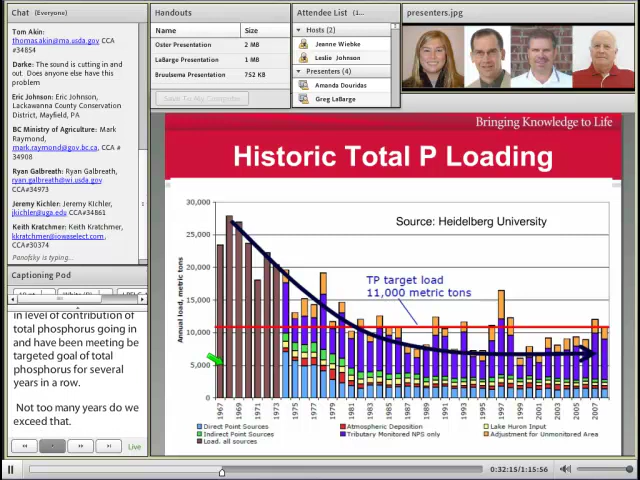 Chat (Everyone)
Tom Akin:
thomas.akin@ma.usda.gov CCA
#34854
Darke: The sound is cutting in and
out. Does anyone else have this
problem
Eric Johnson: Eric Johnson,
Lackawanna County Conservation
District, Mayfield, PA
BC Ministry of Agriculture: Mark
Raymond,
mark.raymond@gov.bc.ca, CCA #
34908
Ryan Galbreath: Ryan Galbreath,
ryan.galbreath@wi.usda.gov
CCA#34973
Jeremy Kichler: Jeremy Kichler,
jkichler@uga.edu CCA#34861
Keith Kratchmer: Keith Kratchmer,
kkratchmer@iowaselect.com,
CCA#30374
Panofsky is typing...
Captioning Pod
in level of contribution of
total phosphorus going in
and have been meeting be
targeted goal of total
phosphorus for several
years in a row.
Not too many years do we
exceed that.
Live
Handouts
Name Size
Oster Presentation 2 MB
LaBarge Presentation 1 MB
Bruulsema Presentation 752 KB
Save To My Computer
Attendee List (1...
Hosts (2)
Jeanne Wiebke
Leslie Johnson
Presenters (4)
Amanda Douridas
Greg LaBarge
presenters.jpg
Bringing Knowledge to Life
Historic Total P Loading
Source: Heidelberg University
TP target load
11,000 metric tons
Annual load, metric tons
30,000
25,000
20,000
15,000
10,000
5,000
0
1967 1969 1971 1973 1975 1977 1979 1981 1983 1985 1987 1989 1991 1993 1995 1997 1999 2001 2003 2005 2007
Direct Point Sources Atmospheric Deposition Lake Huron Input
Indirect Point Sources Tributary Monitored NPS only Adjustment for Unmonitored Area
Load, all sources
0:32:15/1:15:56